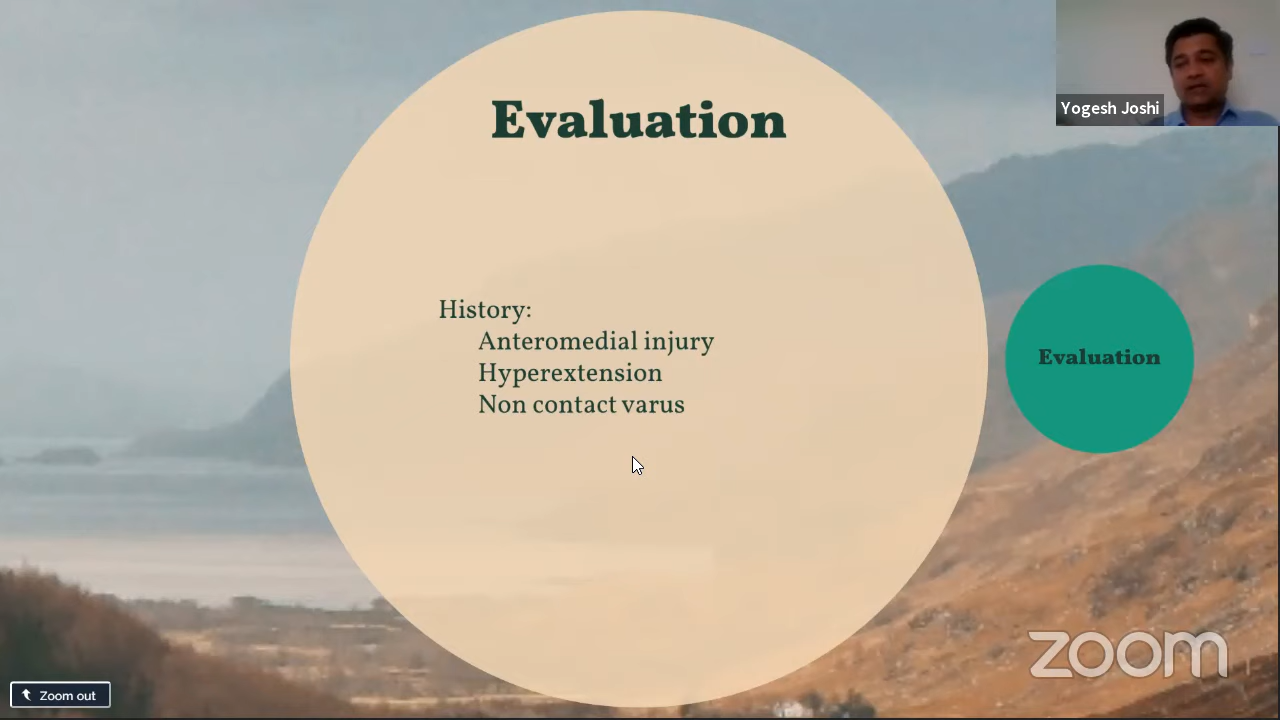 Evaluation
History:
Anteromedial injury
Hyperextension
Non contact varus
Evaluation
Yogesh Joshi
Zoom out
zoom